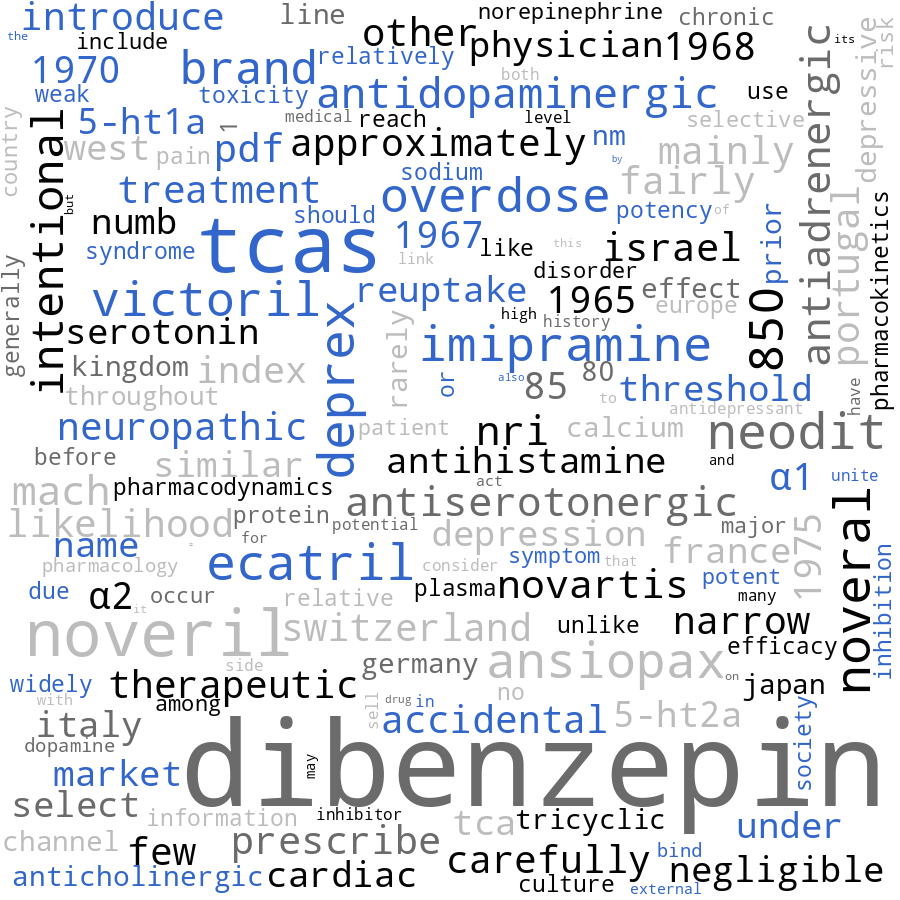 introduce
line
norepinephrine
chronic
the
include
other
physician
1968
its
depressive
risk
1970
brand
relatively
both
antiadrenergic
weak
toxicity
antidopaminergic
use
country
5-ht1a
1
medical
reach
level
selective
intentional
west
pain
pdf
approximately
nm
by
mainly
treatment
sodium
overdose
fairly
but
numb
should
potency
of
prior
portugal
pharmacokinetics
syndrome
tcas
1967
like
this
israel
link
disorder
generally
victoril
reuptake
1965
effect
europe
850
serotonin
deprex
rarely
high
history
imipramine
kingdom
index
or
also
85
80
threshold
have
throughout
to
antidepressant
neuropathic
patient
nri
calcium
neodit
before
similar
antihistamine
and
α1
unite
mach
pharmacodynamics
act
antiserotonergic
noveral
likelihood
protein
potential
for
depression
major
1975
name
ecatril
symptom
that
france
inhibition
pharmacology
consider
due
α2
occur
it
relative
plasma
novartis
potent
many
noveril
switzerland
unlike
narrow
side
germany
ansiopax
efficacy
on
widely
therapeutic
japan
with
among
sell
drug
in
no
italy
accidental
5-ht2a
society
dopamine
dibenzepin
market
may
select
information
inhibitor
tca
tricyclic
under
channel
few
prescribe
carefully
bind
anticholinergic
cardiac
culture
negligible
external